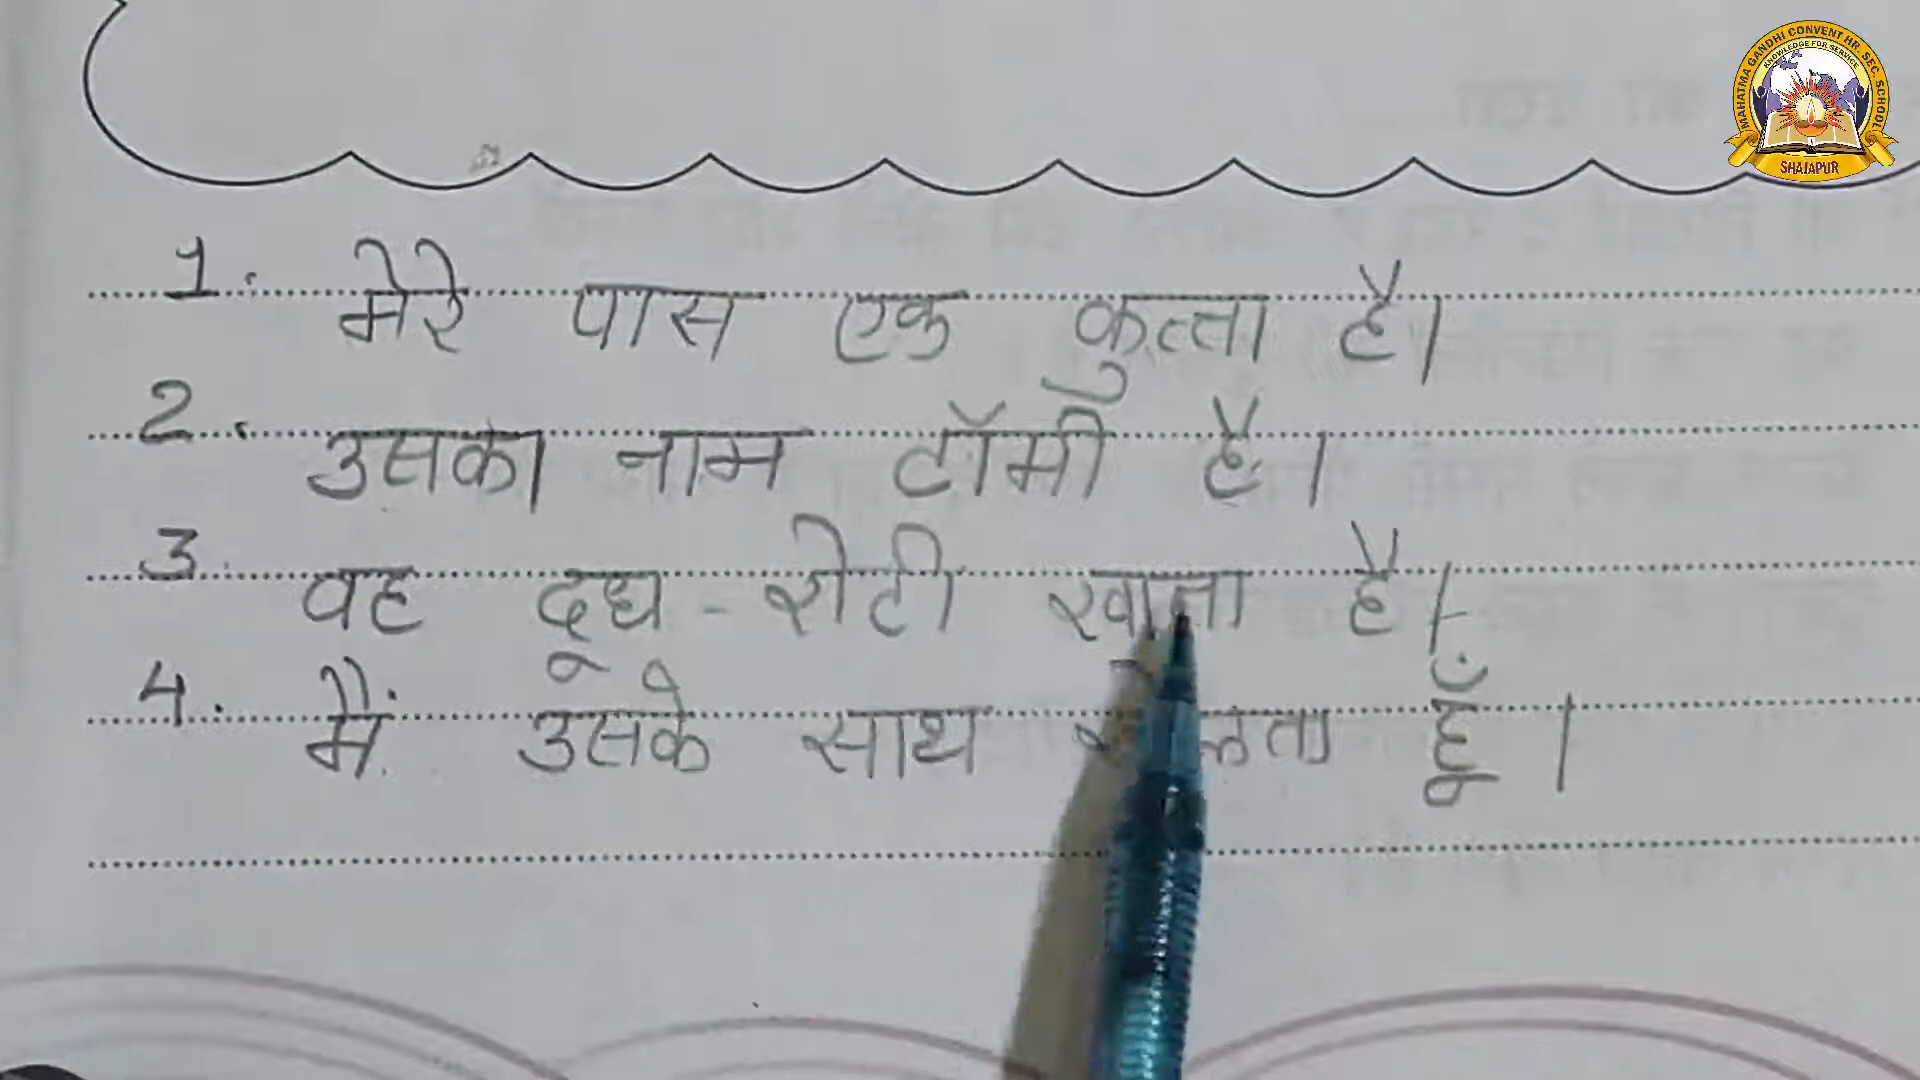 MAHATMA GANDHI CONVENT HR. SEC. SCHOOL
KNOWLEDGE FOR SERVICE
SHAJAPUR
1. मेरे पास एक कुत्ता है।
2. उसका नाम टॉमी है।
3. वह दूध - रोटी खाता है।
4. मैं उसके साथ हूँ।